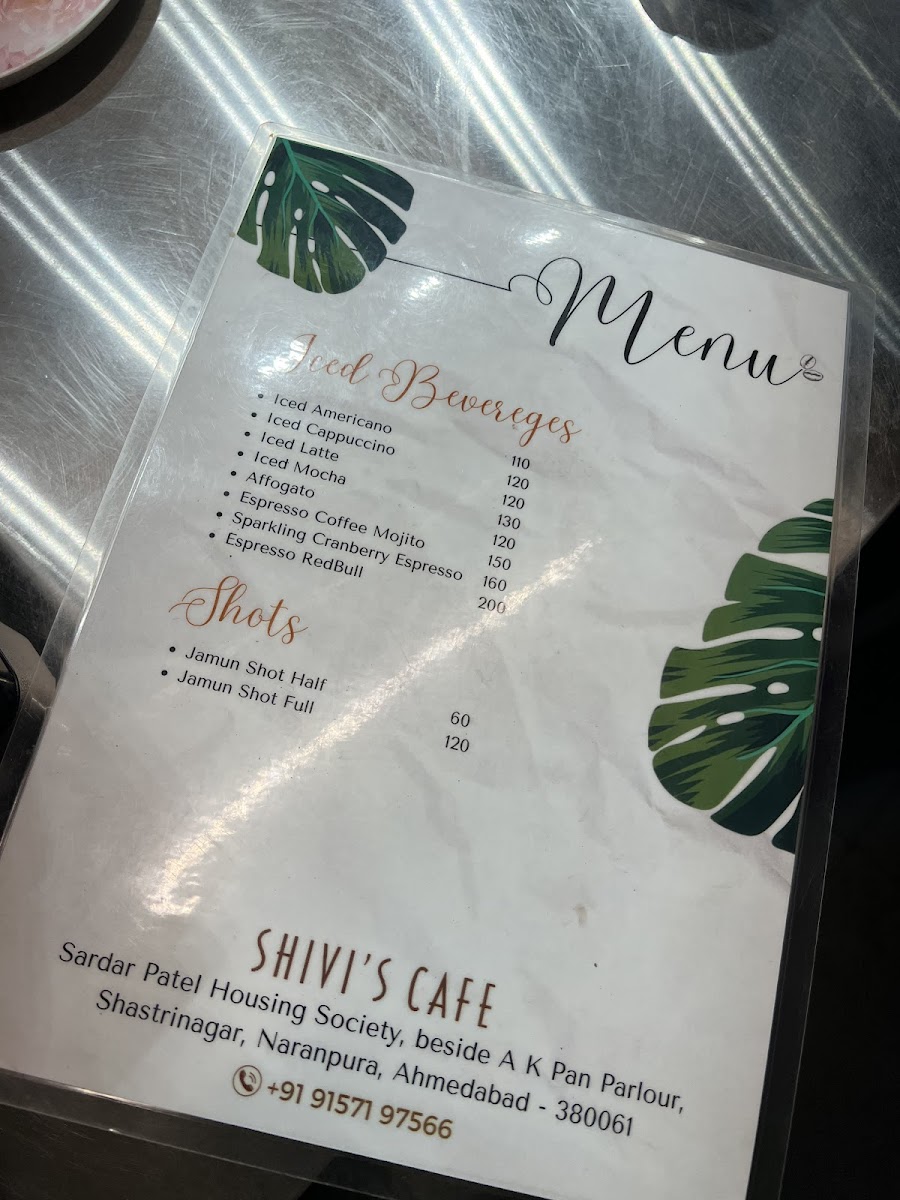 Menu
Iced Bevereges
• Iced Americano 110
• Iced Cappuccino 120
• Iced Latte 120
• Iced Mocha 130
• Affogato 120
• Espresso Coffee Mojito 150
• Sparkling Cranberry Espresso 160
• Espresso RedBull 200
Shots
• Jamun Shot Half 60
• Jamun Shot Full 120
SHIVI'S CAFE
Sardar Patel Housing Society, beside A K Pan Parlour,
Shastrinagar, Naranpura, Ahmedabad - 380061
+91 91571 97566